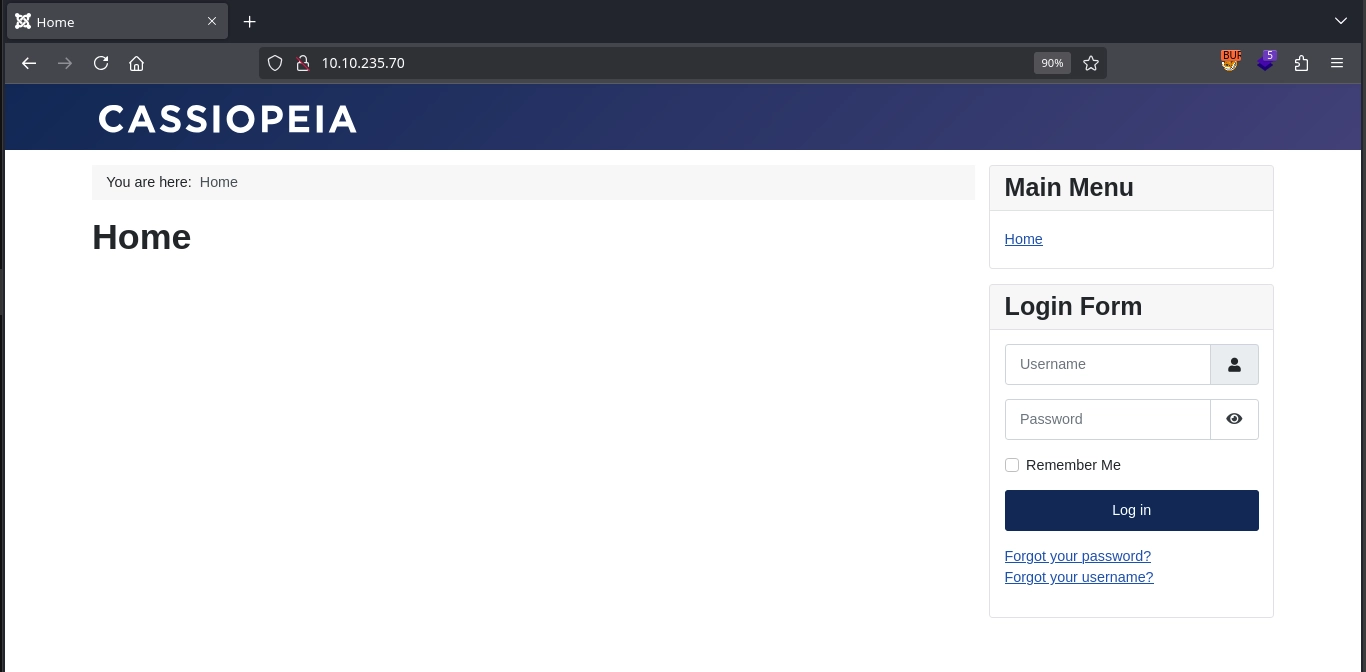 Home
10.10.235.70
90%
BUR
5
CASSIOPEIA
You are here: Home
Home
Main Menu
Home
Login Form
Username
Password
Remember Me
Log in
Forgot your password?
Forgot your username?